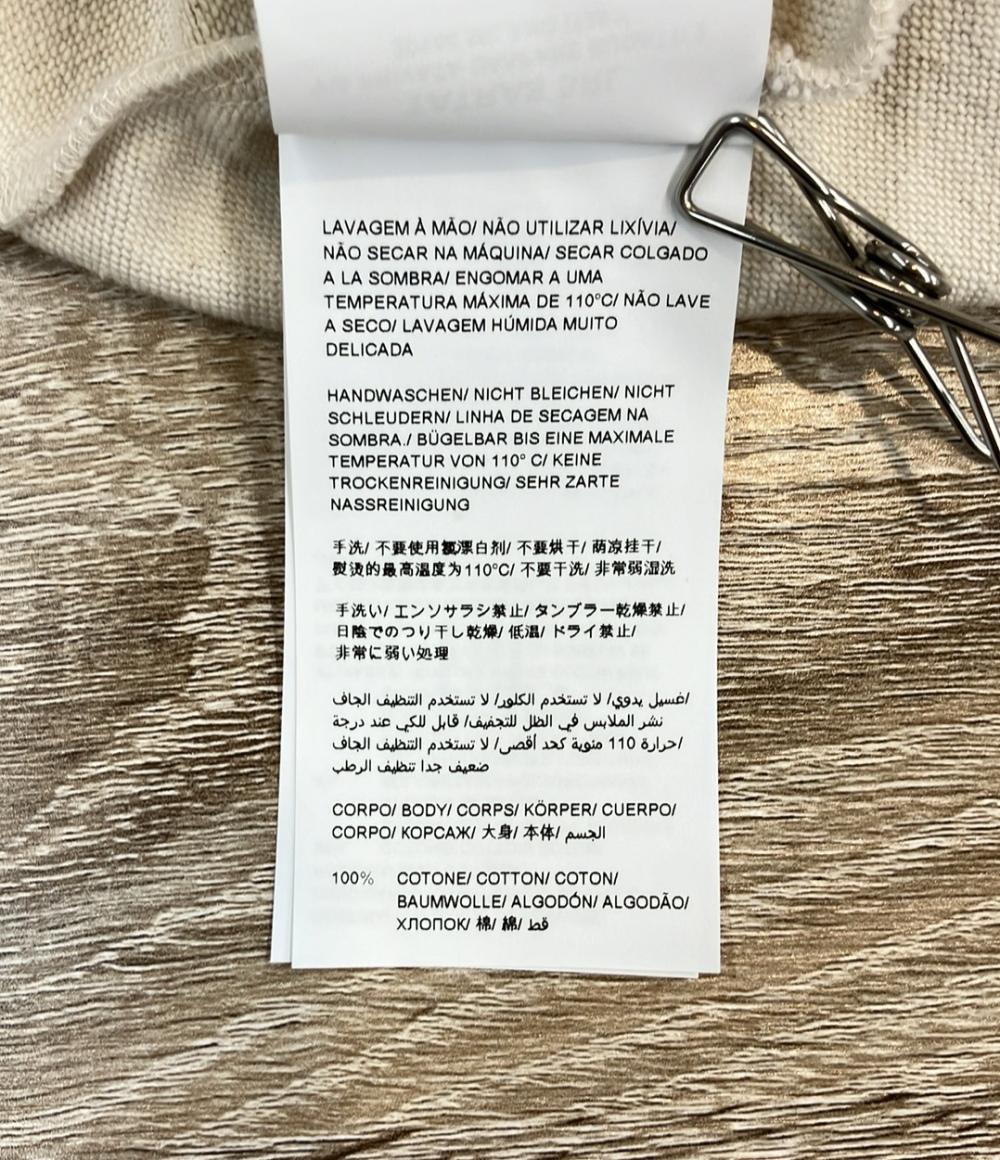 LAVAGEM À MÃO/ NÃO UTILIZAR LIXÍVIA/
NÃO SECAR NA MÁQUINA/ SECAR COLGADO
A LA SOMBRA/ ENGOMAR A UMA
TEMPERATURA MÁXIMA DE 110°C/ NÃO LAVE
A SECO/ LAVAGEM HÚMIDA MUITO
DELICADA
HANDWASCHEN/ NICHT BLEICHEN/ NICHT
SCHLEUDERN/ LINHA DE SECAGEM NA
SOMBRA./ BÜGELBAR BIS EINE MAXIMALE
TEMPERATUR VON 110° C/ KEINE
TROCKENREINIGUNG/ SEHR ZARTE
NASSREINIGUNG
手洗/ 不要使用氯漂白剂/ 不要烘干/ 荫凉挂干/
熨烫的最高温度为110°C/ 不要干洗/ 非常弱湿洗
手洗い/ エンソサラシ禁止/ タンブラー乾燥禁止/
日陰でのつり干し乾燥/ 低温/ ドライ禁止/
非常に弱い処理
/غسيل يدوي/ لا تستخدم الكلور/ لا تستخدم التنظيف الجاف
نشر الملابس في الظل للتجفيف/ قابل للكي عند درجة
/حرارة 110 مئوية كحد أقصى/ لا تستخدم التنظيف الجاف
ضعيف جدا تنظيف الرطب
CORPO/ BODY/ CORPS/ KÖRPER/ CUERPO/
CORPO/ КОРСАЖ/ 大身/ 本体/ الجسم
100% COTONE/ COTTON/ COTON/
BAUMWOLLE/ ALGODÓN/ ALGODÃO/
ХЛОПОК/ 棉/ 綿/ قط